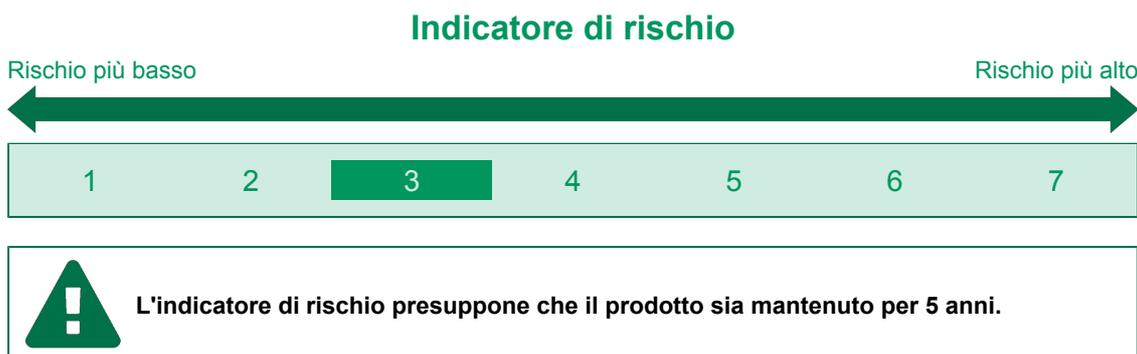 Indicatore di rischio
Rischio più basso Rischio più alto
1 2 3 4 5 6 7
L'indicatore di rischio presuppone che il prodotto sia mantenuto per 5 anni.